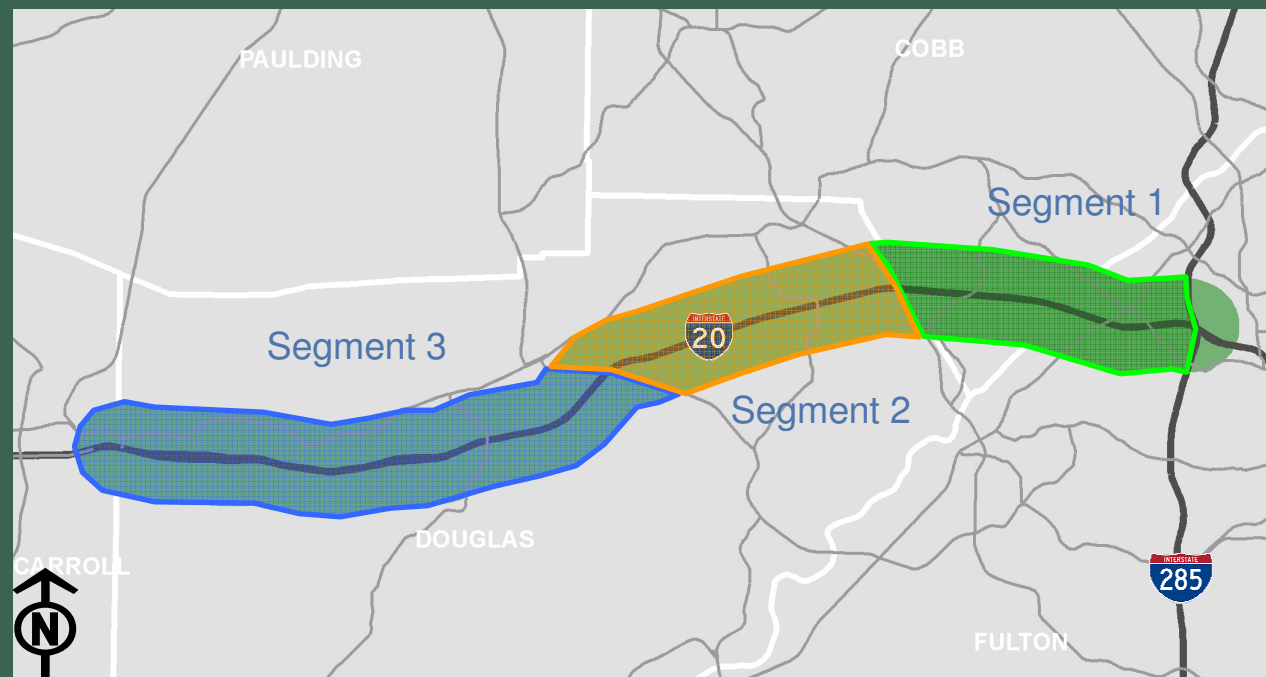 PAULDING
COBB
Segment 1
INTERSTATE
20
Segment 3
Segment 2
DOUGLAS
CARROLL
INTERSTATE
285
N
FULTON